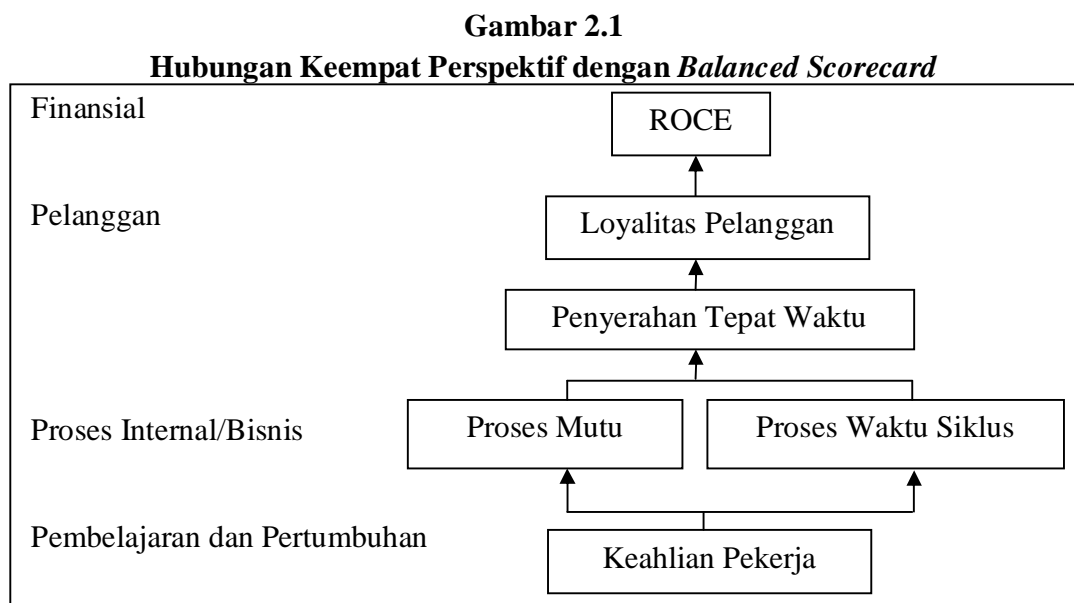 Gambar 2.1
Hubungan Keempat Perspektif dengan Balanced Scorecard
Finansial
ROCE
Pelanggan
Loyalitas Pelanggan
Penyerahan Tepat Waktu
Proses Internal/Bisnis
Proses Mutu
Proses Waktu Siklus
Pembelajaran dan Pertumbuhan
Keahlian Pekerja